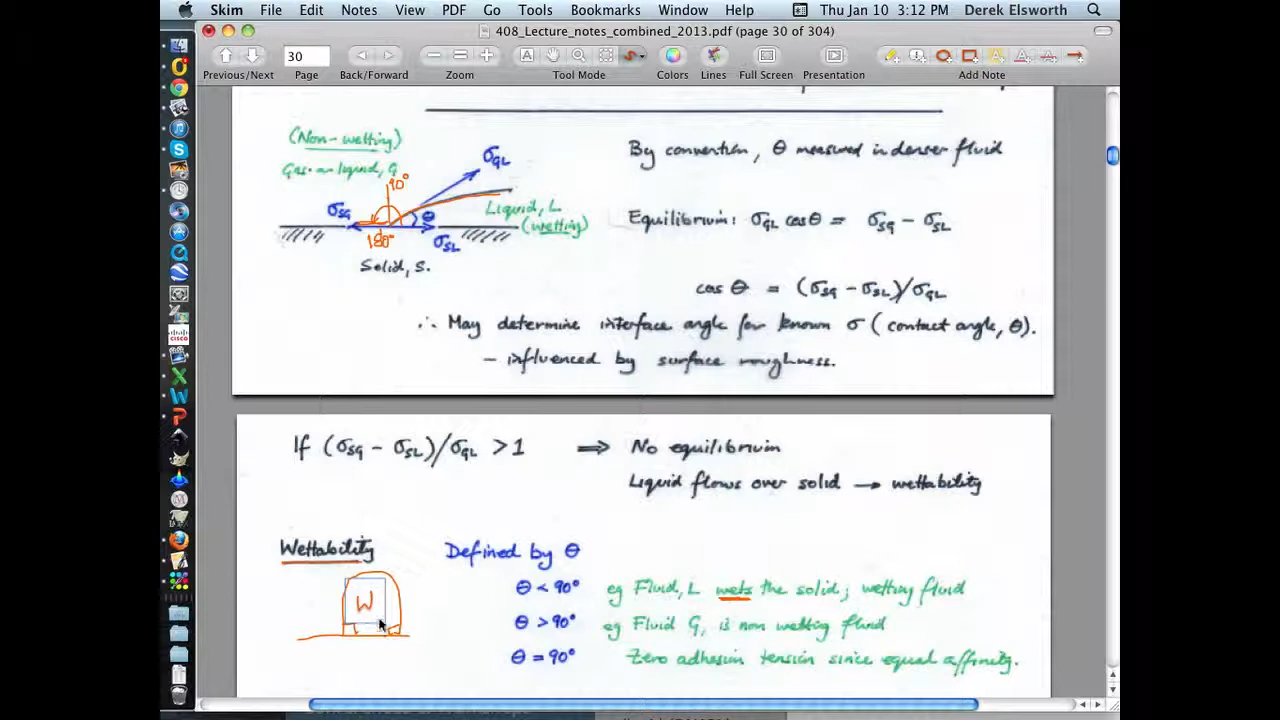 Skim File Edit Notes View PDF Go Tools Bookmarks Window Help Thu Jan 10 3:12 PM Derek Elsworth
408_Lecture_notes_combined_2013.pdf (page 30 of 304)
30
Previous/Next Page Back/Forward Zoom Tool Mode Colors Lines Full Screen Presentation Add Note
(Non-wetting)
Gas or liquid, G
90°
σGL
By convention, θ measured in denser fluid
σSG
θ
Liquid, L
(wetting)
180°
σSL
Equilibrium: σGL cosθ = σSG - σSL
Solid, S.
cos θ = (σSG - σSL)/σGL
∴ May determine interface angle for known σ (contact angle, θ).
- influenced by surface roughness.
If (σSG - σSL)/σGL >1 ⟹ No equilibrium
Liquid flows over solid → wettability
Wettability Defined by θ
θ < 90° eg Fluid, L wets the solid; wetting fluid
W
θ > 90° eg Fluid G, is non wetting fluid
θ = 90° Zero adhesion tension since equal affinity.